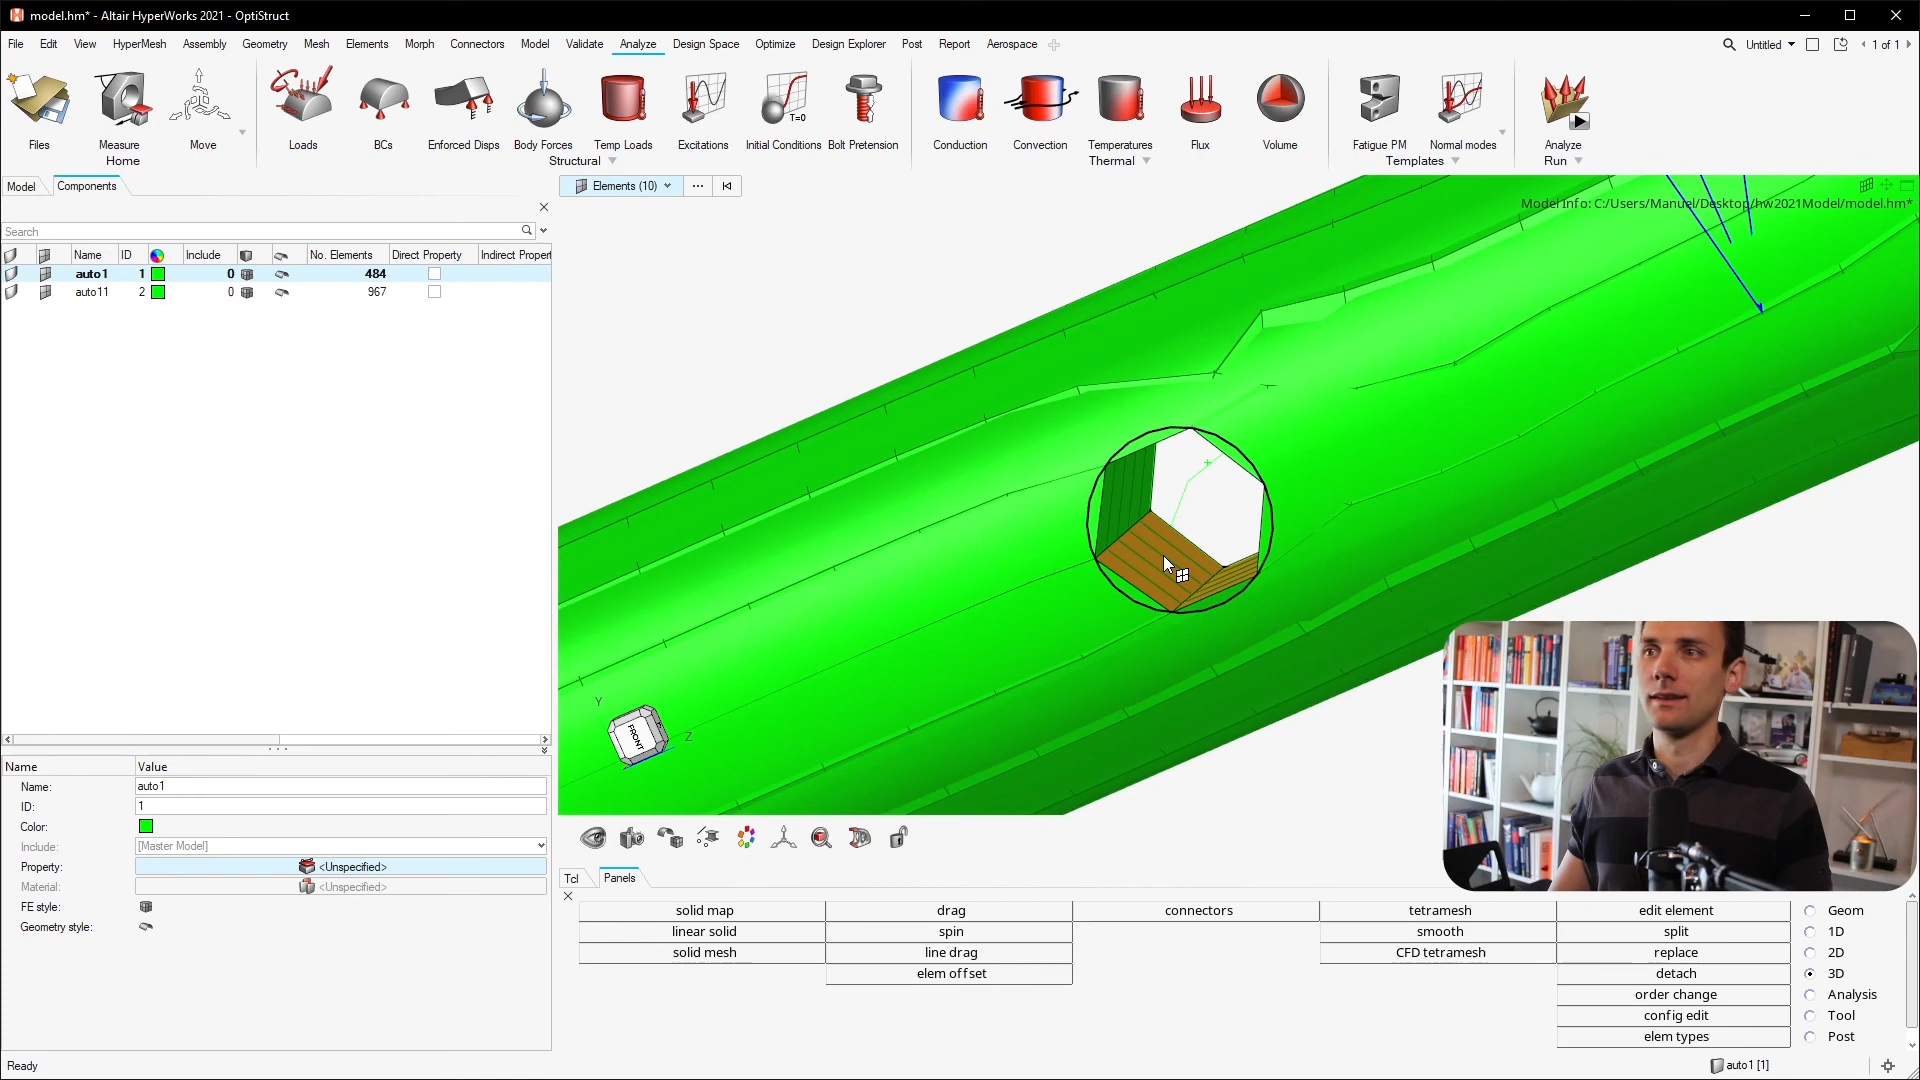 model.hm* - Altair HyperWorks 2021 - OptiStruct
File Edit View HyperMesh Assembly Geometry Mesh Elements Morph Connectors Model Validate Analyze Design Space Optimize Design Explorer Post Report Aerospace
Untitled 1 of 1
T=0
Files Measure Move Loads BCs Enforced Disps Body Forces Temp Loads Excitations Initial Conditions Bolt Pretension Conduction Convection Temperatures Flux Volume Fatigue PM Normal modes Analyze
Home Structural Thermal Templates Run
Model Components
Elements (10)
Model Info: C:/Users/Manuel/Desktop/hw2021Model/model.hm*
Search
Name ID Include No. Elements Direct Property Indirect Propert
auto1 1 0 484
auto11 2 0 967
Y
Z
FRONT
Name Value
Name: auto1
ID: 1
Color:
Include: [Master Model]
Property: <Unspecified>
Material: <Unspecified>
FE style:
Geometry style:
Tcl Panels
solid map drag connectors tetramesh edit element Geom
linear solid spin smooth split 1D
solid mesh line drag CFD tetramesh replace 2D
elem offset detach 3D
order change Analysis
config edit Tool
elem types Post
Ready
auto1 [1]